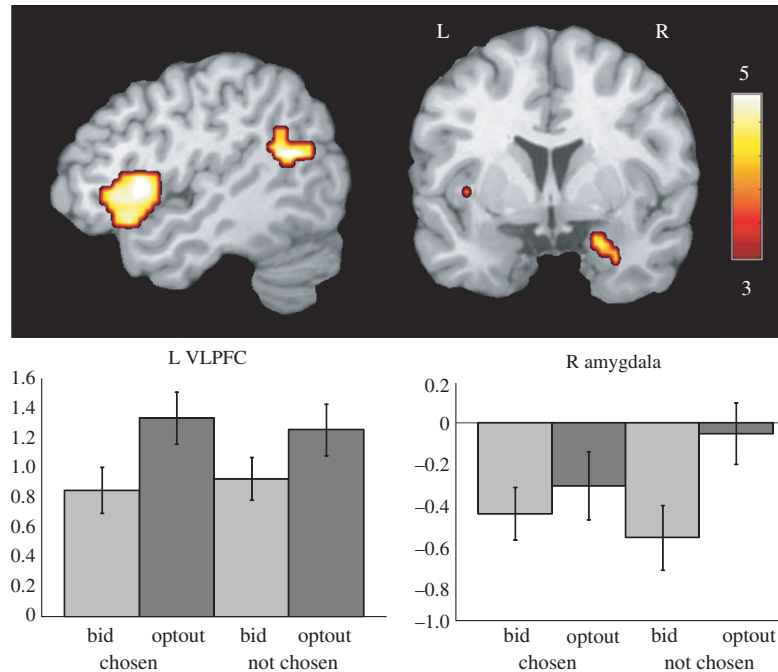 L R
5
3
L VLPFC
1.6
1.4
1.2
1.0
0.8
0.6
0.4
0.2
0
bid optout bid optout
chosen not chosen
R amygdala
0.2
0
–0.2
–0.4
–0.6
–0.8
–1.0
bid optout bid optout
chosen not chosen